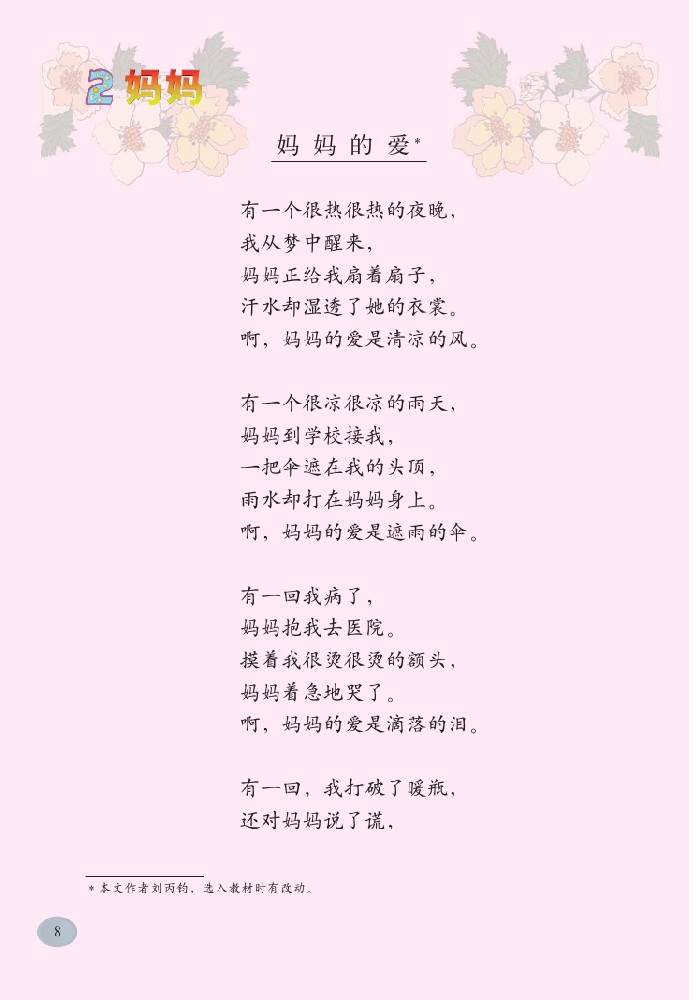 2 妈妈
妈妈的爱*
有一个很热很热的夜晚，
我从梦中醒来，
妈妈正给我扇着扇子，
汗水却湿透了她的衣裳。
啊，妈妈的爱是清凉的风。
有一个很凉很凉的雨天，
妈妈到学校接我，
一把伞遮在我的头顶，
雨水却打在妈妈身上。
啊，妈妈的爱是遮雨的伞。
有一回我病了，
妈妈抱我去医院。
摸着我很烫很烫的额头，
妈妈着急地哭了。
啊，妈妈的爱是滴落的泪。
有一回，我打破了暖瓶，
还对妈妈说了谎，
* 本文作者刘丙钧，选入教材时有改动。
8